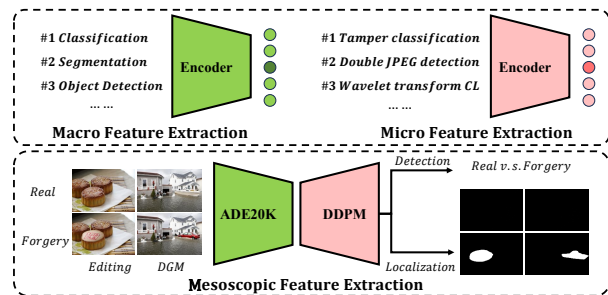 #1 Classification
#2 Segmentation
#3 Object Detection
... ...
Encoder
Macro Feature Extraction
#1 Tamper classification
#2 Double JPEG detection
#3 Wavelet transform CL
... ...
Encoder
Micro Feature Extraction
Real
Forgery
Editing
DGM
ADE20K
DDPM
Detection
Real v.s. Forgery
Localization
Mesoscopic Feature Extraction